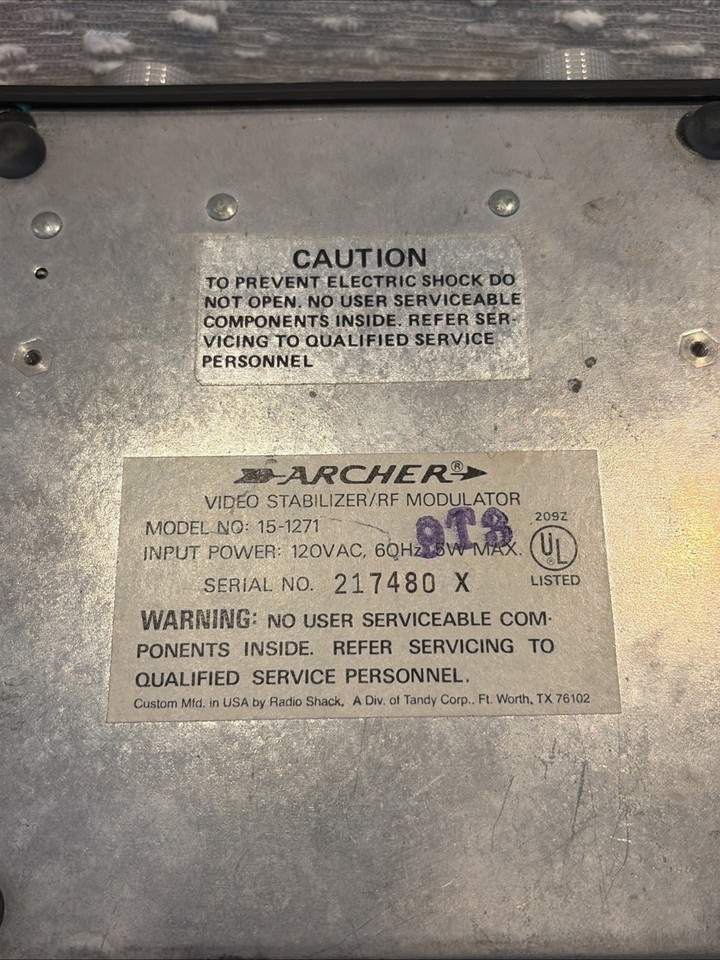 CAUTION
TO PREVENT ELECTRIC SHOCK DO
NOT OPEN. NO USER SERVICEABLE
COMPONENTS INSIDE. REFER SER-
VICING TO QUALIFIED SERVICE
PERSONNEL
ARCHER®
VIDEO STABILIZER/RF MODULATOR
MODEL NO: 15-1271
9T8
209Z
INPUT POWER: 120VAC, 60Hz, 5W MAX.
UL
®
LISTED
SERIAL NO. 217480 X
WARNING: NO USER SERVICEABLE COM-
PONENTS INSIDE. REFER SERVICING TO
QUALIFIED SERVICE PERSONNEL.
Custom Mfd. in USA by Radio Shack, A Div. of Tandy Corp., Ft. Worth, TX 76102